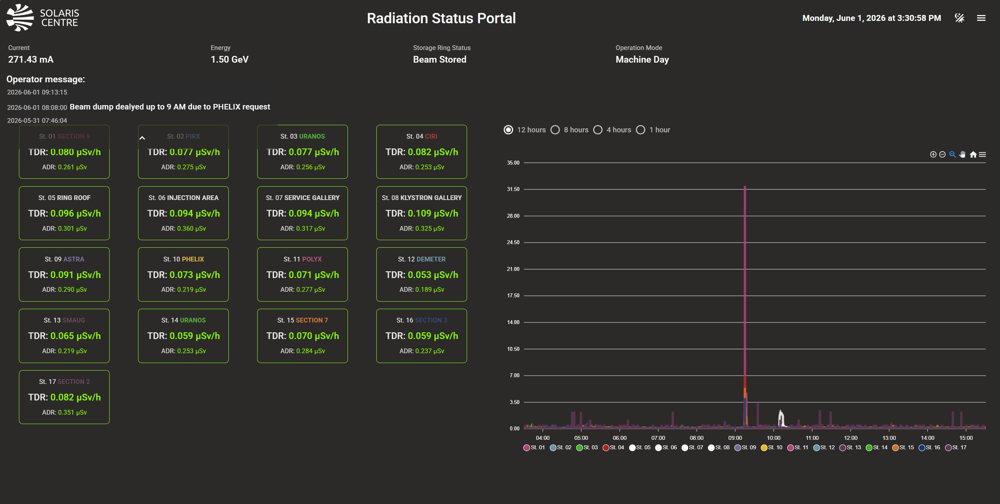 SOLARIS
CENTRE
Radiation Status Portal
Monday, June 1, 2026 at 3:30:58 PM
Current
271.43 mA
Energy
1.50 GeV
Storage Ring Status
Beam Stored
Operation Mode
Machine Day
Operator message:
2026-06-01 09:13:15
2026-06-01 08:08:00 Beam dump dealyed up to 9 AM due to PHELIX request
2026-05-31 07:46:04
St. 01 SECTION 9
TDR: 0.080 µSv/h
ADR: 0.261 µSv
St. 02 PIRX
TDR: 0.077 µSv/h
ADR: 0.275 µSv
St. 03 URANOS
TDR: 0.077 µSv/h
ADR: 0.256 µSv
St. 04 CIRI
TDR: 0.082 µSv/h
ADR: 0.253 µSv
St. 05 RING ROOF
TDR: 0.096 µSv/h
ADR: 0.301 µSv
St. 06 INJECTION AREA
TDR: 0.094 µSv/h
ADR: 0.360 µSv
St. 07 SERVICE GALLERY
TDR: 0.094 µSv/h
ADR: 0.317 µSv
St. 08 KLYSTRON GALLERY
TDR: 0.109 µSv/h
ADR: 0.325 µSv
St. 09 ASTRA
TDR: 0.091 µSv/h
ADR: 0.290 µSv
St. 10 PHELIX
TDR: 0.073 µSv/h
ADR: 0.219 µSv
St. 11 POLYX
TDR: 0.071 µSv/h
ADR: 0.277 µSv
St. 12 DEMETER
TDR: 0.053 µSv/h
ADR: 0.189 µSv
St. 13 SMAUG
TDR: 0.065 µSv/h
ADR: 0.219 µSv
St. 14 URANOS
TDR: 0.059 µSv/h
ADR: 0.253 µSv
St. 15 SECTION 7
TDR: 0.070 µSv/h
ADR: 0.284 µSv
St. 16 SECTION 3
TDR: 0.059 µSv/h
ADR: 0.237 µSv
St. 17 SECTION 2
TDR: 0.082 µSv/h
ADR: 0.351 µSv
12 hours 8 hours 4 hours 1 hour
35.00
31.50
28.00
24.50
21.00
17.50
14.00
10.50
7.00
3.50
0.00
04:00 05:00 06:00 07:00 08:00 09:00 10:00 11:00 12:00 13:00 14:00 15:00
St. 01 St. 02 St. 03 St. 04 St. 05 St. 06 St. 07 St. 08 St. 09 St. 10 St. 11 St. 12 St. 13 St. 14 St. 15 St. 16 St. 17